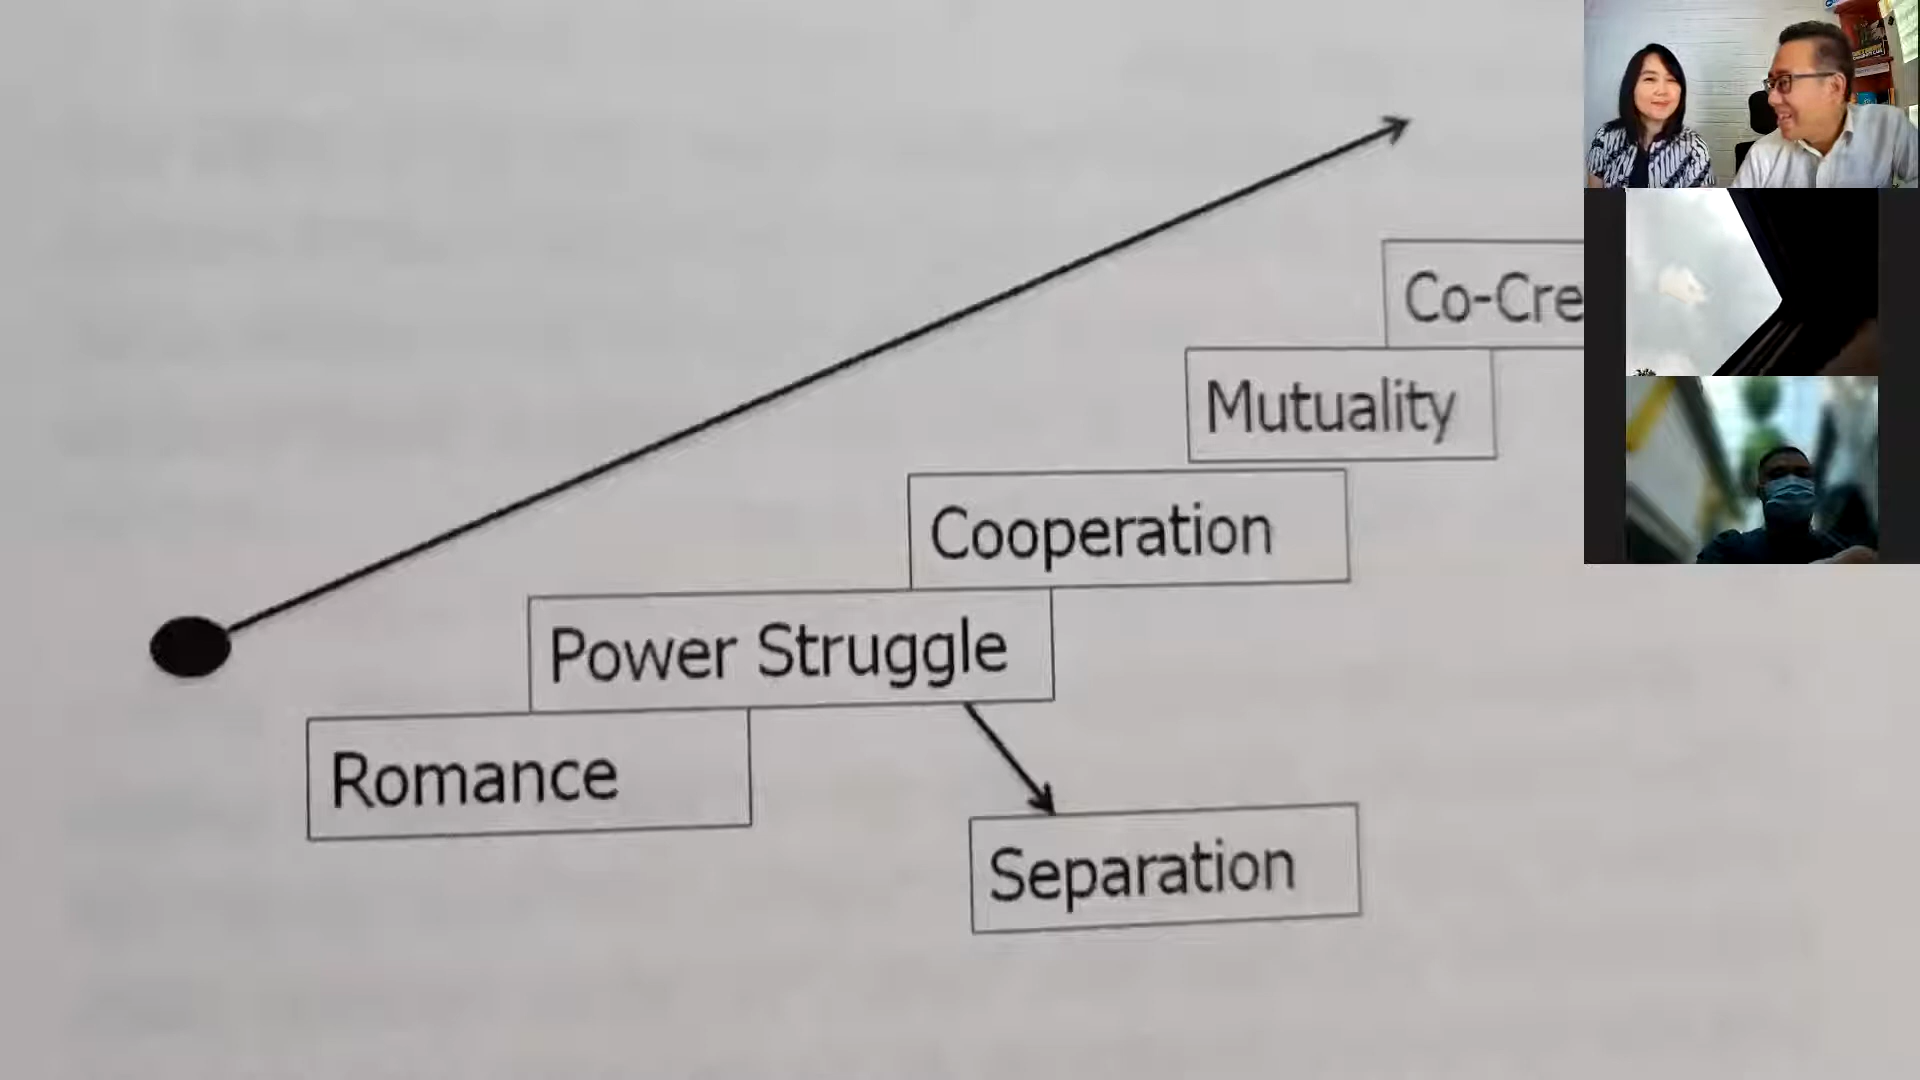 Co-Cre
Mutuality
Cooperation
Power Struggle
Romance
Separation